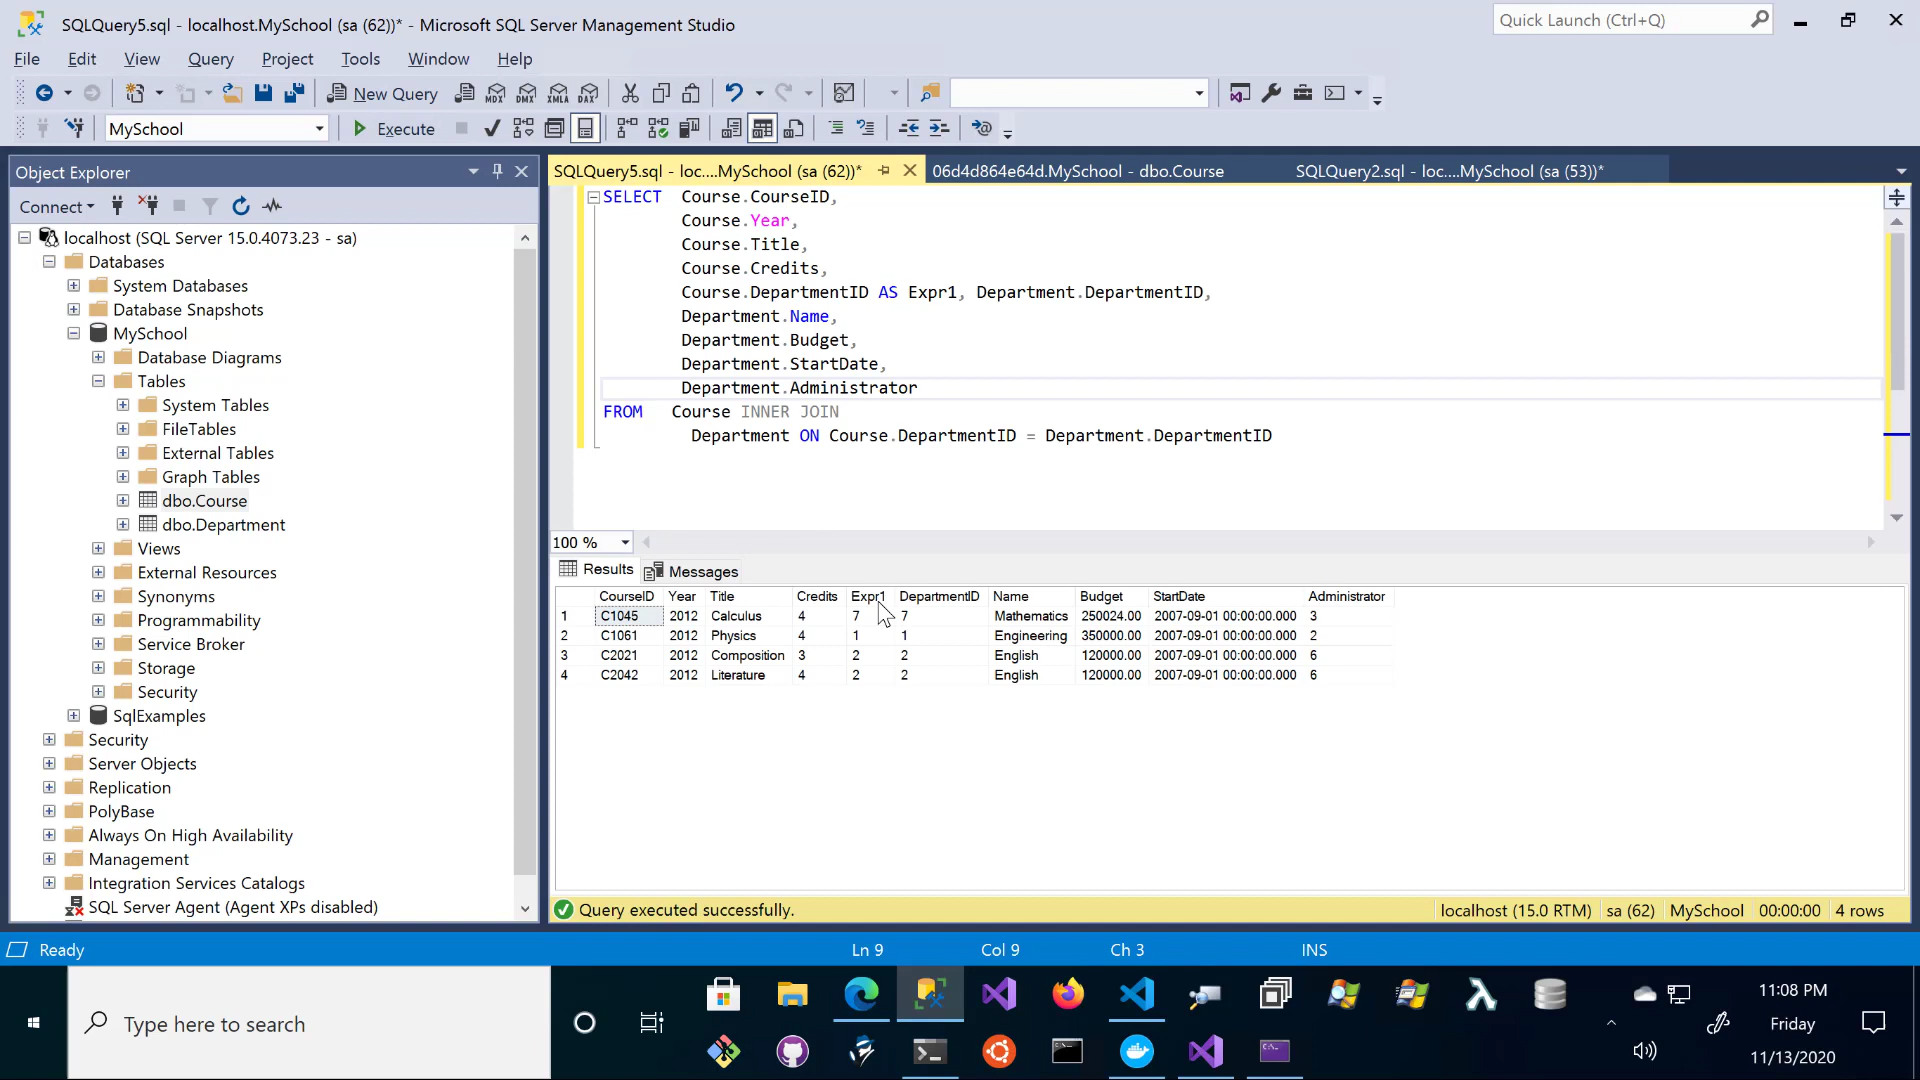 SQLQuery5.sql - localhost.MySchool (sa (62))* - Microsoft SQL Server Management Studio
Quick Launch (Ctrl+Q)
File Edit View Query Project Tools Window Help
New Query
MDX DMX XMLA DAX
MySchool
Execute
Object Explorer
Connect
localhost (SQL Server 15.0.4073.23 - sa)
Databases
System Databases
Database Snapshots
MySchool
Database Diagrams
Tables
System Tables
FileTables
External Tables
Graph Tables
dbo.Course
dbo.Department
Views
External Resources
Synonyms
Programmability
Service Broker
Storage
Security
SqlExamples
Security
Server Objects
Replication
PolyBase
Always On High Availability
Management
Integration Services Catalogs
SQL Server Agent (Agent XPs disabled)
SQLQuery5.sql - loc....MySchool (sa (62))* 06d4d864e64d.MySchool - dbo.Course SQLQuery2.sql - loc....MySchool (sa (53))*
SELECT Course.CourseID,
Course.Year,
Course.Title,
Course.Credits,
Course.DepartmentID AS Expr1, Department.DepartmentID,
Department.Name,
Department.Budget,
Department.StartDate,
Department.Administrator
FROM Course INNER JOIN
Department ON Course.DepartmentID = Department.DepartmentID
100 %
Results Messages
CourseID Year Title Credits Expr1 DepartmentID Name Budget StartDate Administrator
1 C1045 2012 Calculus 4 7 7 Mathematics 250024.00 2007-09-01 00:00:00.000 3
2 C1061 2012 Physics 4 1 1 Engineering 350000.00 2007-09-01 00:00:00.000 2
3 C2021 2012 Composition 3 2 2 English 120000.00 2007-09-01 00:00:00.000 6
4 C2042 2012 Literature 4 2 2 English 120000.00 2007-09-01 00:00:00.000 6
Query executed successfully. localhost (15.0 RTM) sa (62) MySchool 00:00:00 4 rows
Ready Ln 9 Col 9 Ch 3 INS
Type here to search
11:08 PM
Friday
11/13/2020